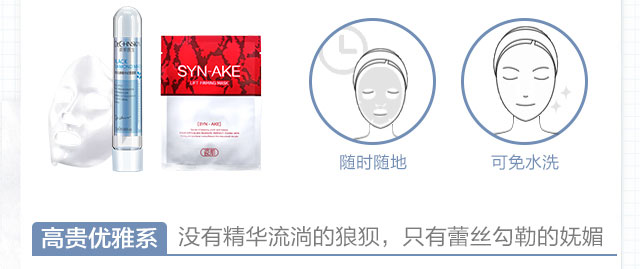 SYN-AKE
LIFT FIRMING MASK
[SYN-AKE]
随时随地
可免水洗
高贵优雅系 没有精华流淌的狼狈，只有蕾丝勾勒的妩媚